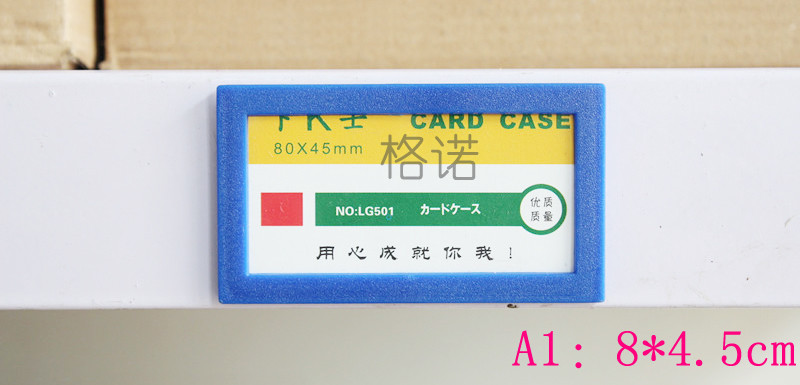 CARD CASE
80X45mm
格诺
NO:LG501 カードケース
优质
质量
用心成就你我!
A1: 8*4.5cm